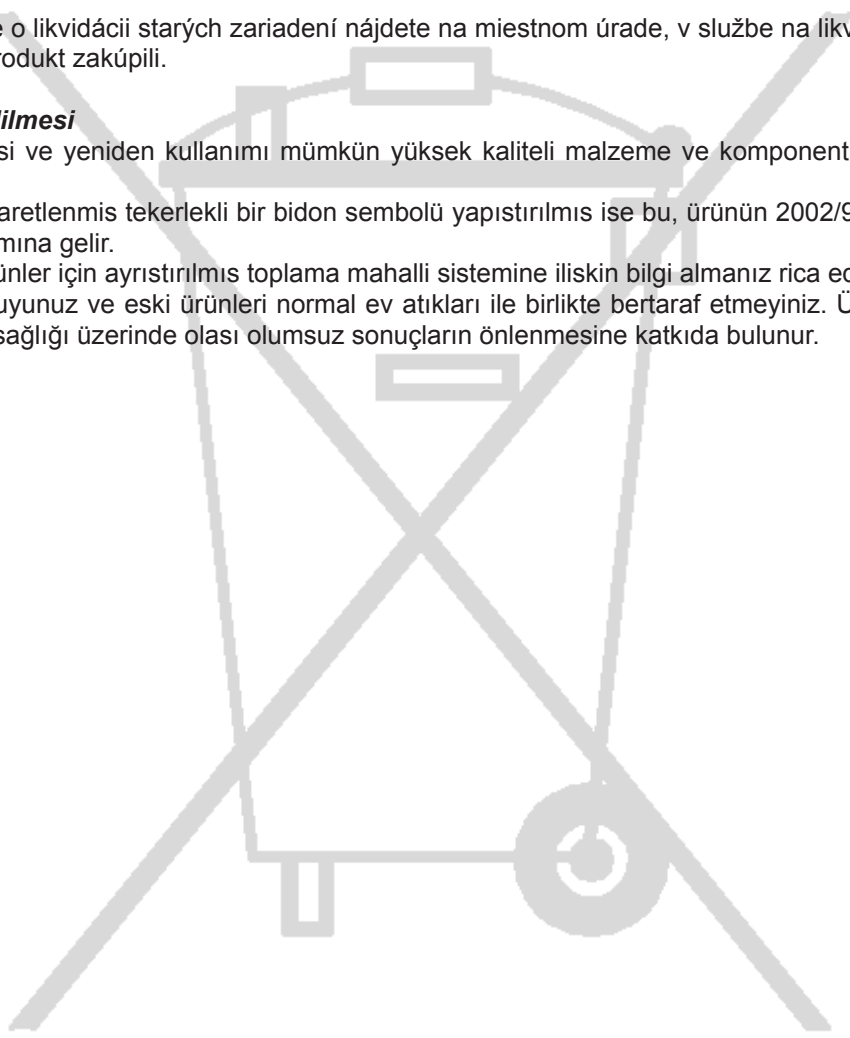 e o likvidácii starých zariadení nájdete na miestnom úrade, v službe na likv
rodukt zakúpili.
ilmesi
si ve yeniden kullanımı mümkün yüksek kaliteli malzeme ve komponent
aretlenmis tekerlekli bir bidon sembolü yapıstırılmıs ise bu, ürünün 2002/9
mına gelir.
ünler için ayrıstırılmıs toplama mahalli sistemine iliskin bilgi almanız rica ed
uyunuz ve eski ürünleri normal ev atıkları ile birlikte bertaraf etmeyiniz. Ü
sağlığı üzerinde olası olumsuz sonuçların önlenmesine katkıda bulunur.